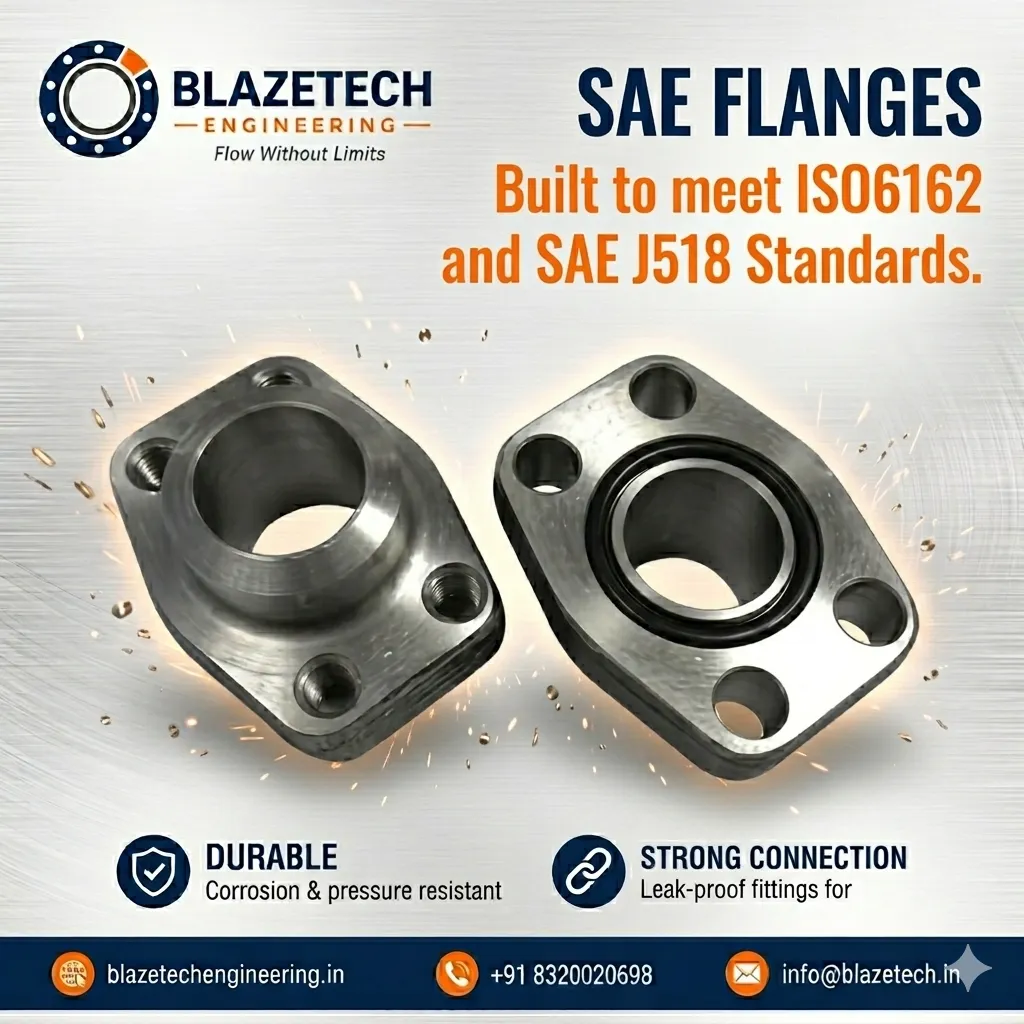 BLAZETECH
ENGINEERING
Flow Without Limits
SAE FLANGES
Built to meet ISO6162
and SAE J518 Standards.
DURABLE
Corrosion & pressure resistant
STRONG CONNECTION
Leak-proof fittings for
blazetechengineering.in
+91 8320020698
info@blazetech.in